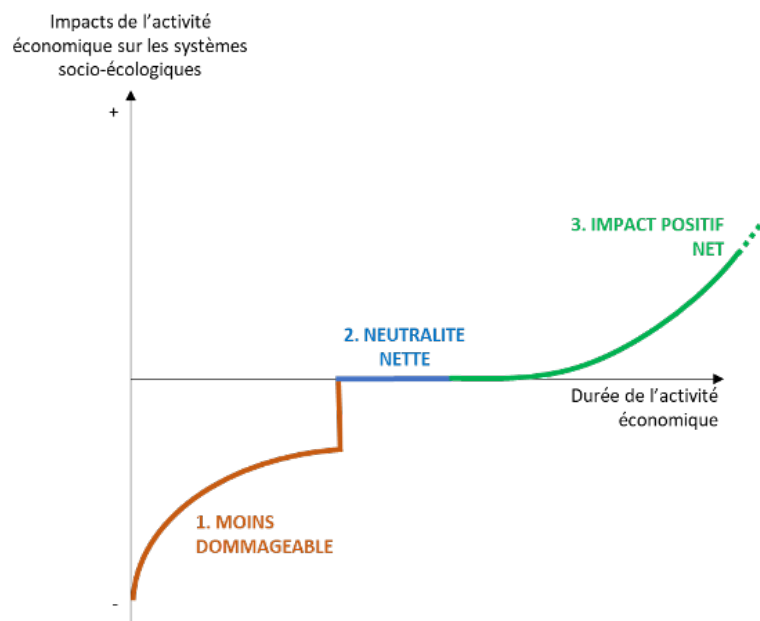 Impacts de l'activité
économique sur les systèmes
socio-écologiques
+
3. IMPACT POSITIF
NET
2. NEUTRALITE
NETTE
Durée de l'activité
économique
1. MOINS
DOMMAGEABLE
-